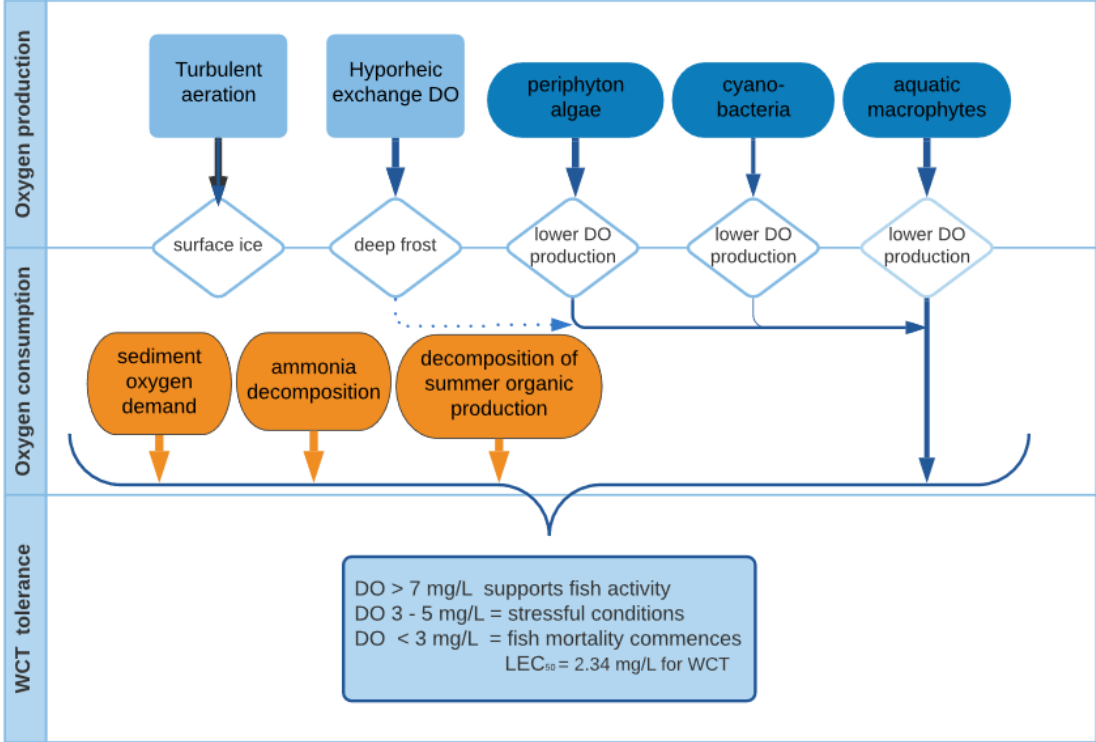 Oxygen production
Turbulent
aeration
Hyporheic
exchange DO
periphyton
algae
cyano-
bacteria
aquatic
macrophytes
surface ice
deep frost
lower DO
production
lower DO
production
lower DO
production
Oxygen consumption
sediment
oxygen
demand
ammonia
decomposition
decomposition of
summer organic
production
WCT tolerance
DO > 7 mg/L supports fish activity
DO 3 - 5 mg/L = stressful conditions
DO < 3 mg/L = fish mortality commences
LEC₅₀ = 2.34 mg/L for WCT